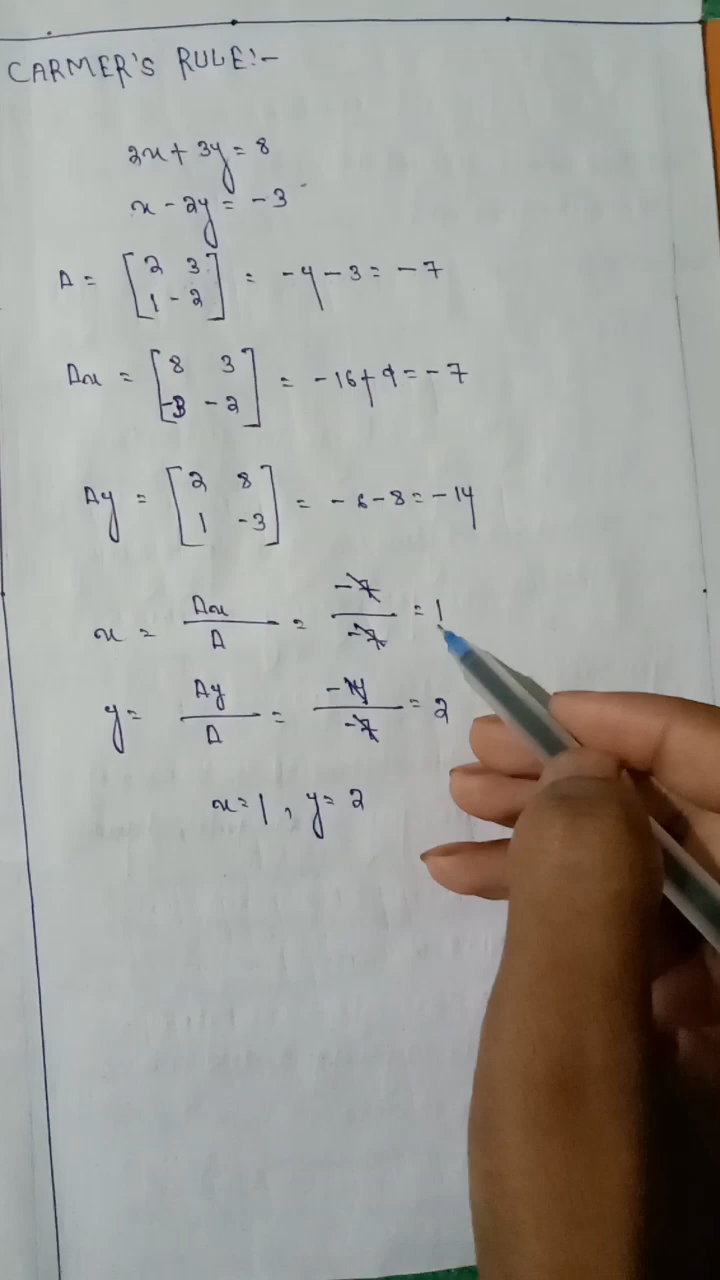 CARMER'S RULE:-
2x + 3y = 8
x - 2y = -3
Δ = [2 3
1 -2] = -4 - 3 = -7
Δx = [8 3
-3 -2] = -16 + 9 = -7
Δy = [2 8
1 -3] = -6 - 8 = -14
x = Δx/Δ = -7/-7 = 1
y = Δy/Δ = -14/-7 = 2
x = 1, y = 2